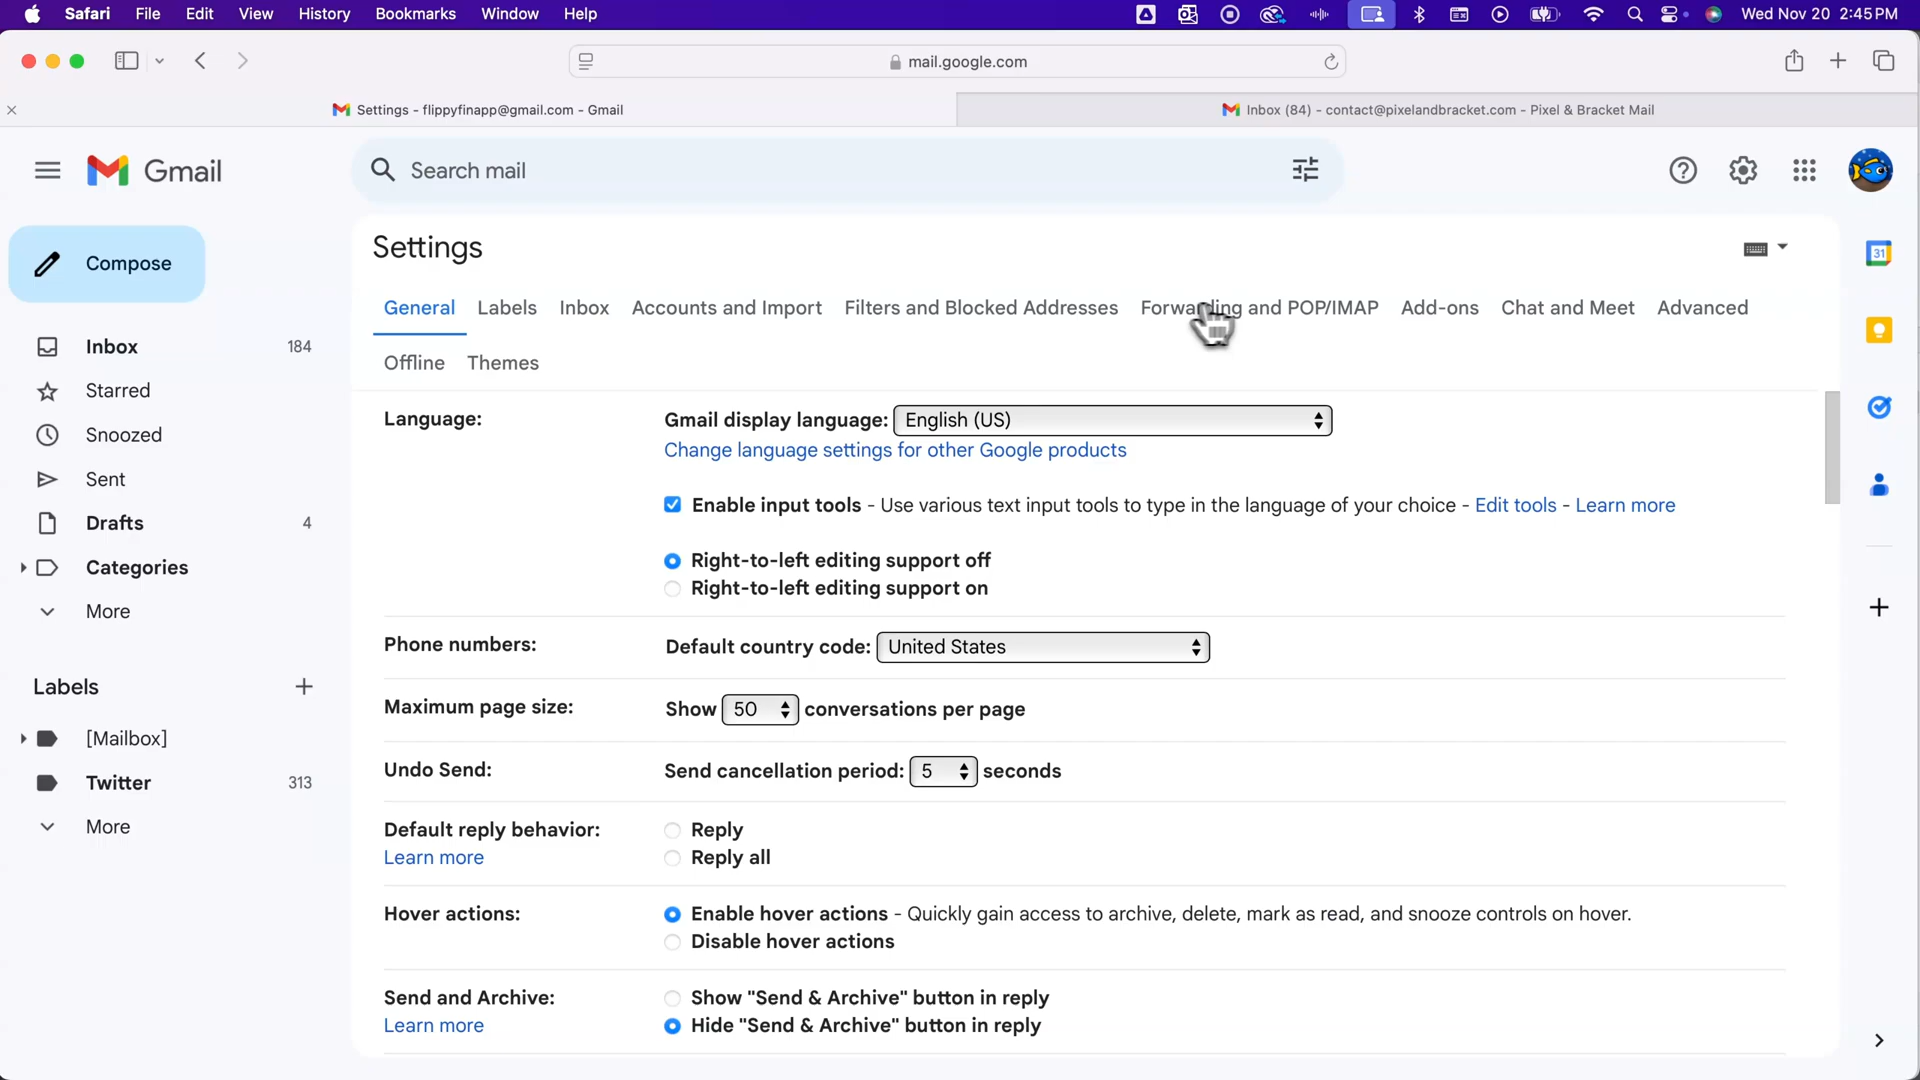 Safari File Edit View History Bookmarks Window Help Wed Nov 20 2:45 PM
mail.google.com
Settings - flippyfinapp@gmail.com - Gmail Inbox (84) - contact@pixelandbracket.com - Pixel & Bracket Mail
Gmail Search mail
Compose
Inbox 184
Starred
Snoozed
Sent
Drafts 4
Categories
More
Labels
[Mailbox]
Twitter 313
More
Settings
General Labels Inbox Accounts and Import Filters and Blocked Addresses Forwarding and POP/IMAP Add-ons Chat and Meet Advanced
Offline Themes
Language: Gmail display language: English (US)
Change language settings for other Google products
Enable input tools - Use various text input tools to type in the language of your choice - Edit tools - Learn more
Right-to-left editing support off
Right-to-left editing support on
Phone numbers: Default country code: United States
Maximum page size: Show 50 conversations per page
Undo Send: Send cancellation period: 5 seconds
Default reply behavior: Reply
Learn more Reply all
Hover actions: Enable hover actions - Quickly gain access to archive, delete, mark as read, and snooze controls on hover.
Disable hover actions
Send and Archive: Show "Send & Archive" button in reply
Learn more Hide "Send & Archive" button in reply
31